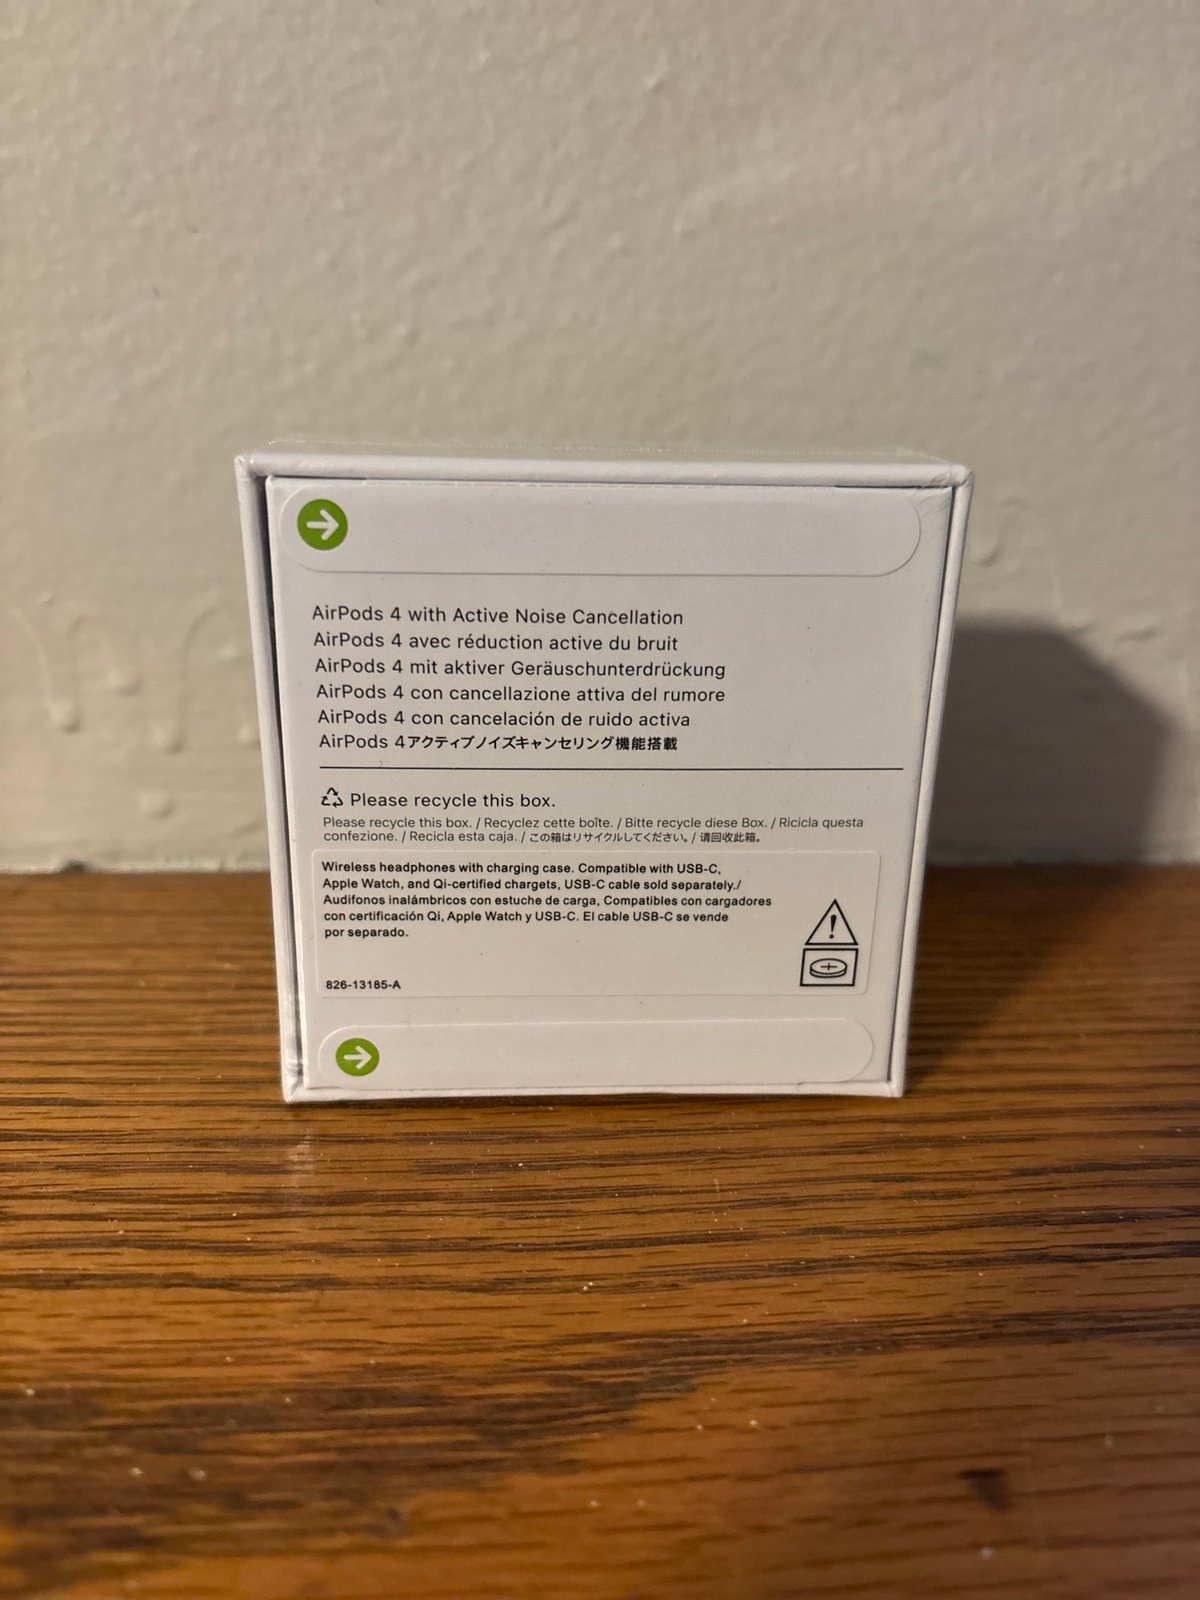 AirPods 4 with Active Noise Cancellation
AirPods 4 avec réduction active du bruit
AirPods 4 mit aktiver Geräuschunterdrückung
AirPods 4 con cancellazione attiva del rumore
AirPods 4 con cancelación de ruido activa
AirPods 4アクティブノイズキャンセリング機能搭載
Please recycle this box.
Please recycle this box. / Recyclez cette boîte. / Bitte recycle diese Box. / Ricicla questa
confezione. / Recicla esta caja. / この箱はリサイクルしてください。/ 请回收此箱。
Wireless headphones with charging case. Compatible with USB-C,
Apple Watch, and Qi-certified chargets, USB-C cable sold separately./
Audifonos inalámbricos con estuche de carga, Compatibles con cargadores
con certificación Qi, Apple Watch y USB-C. El cable USB-C se vende
por separado.
826-13185-A